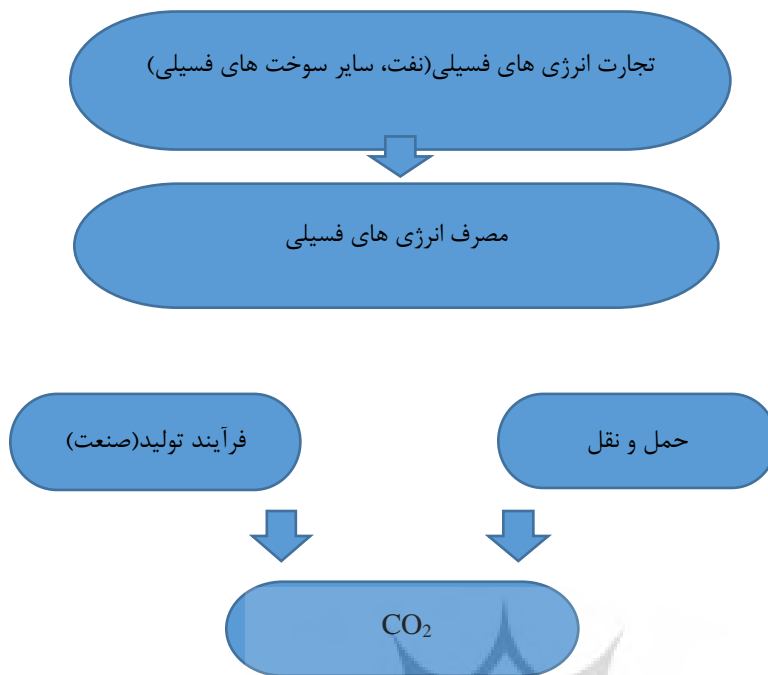 تجارت انرژی های فسیلی(نفت، سایر سوخت های فسیلی)
مصرف انرژی های فسیلی
حمل و نقل
فرآیند تولید(صنعت)
CO₂